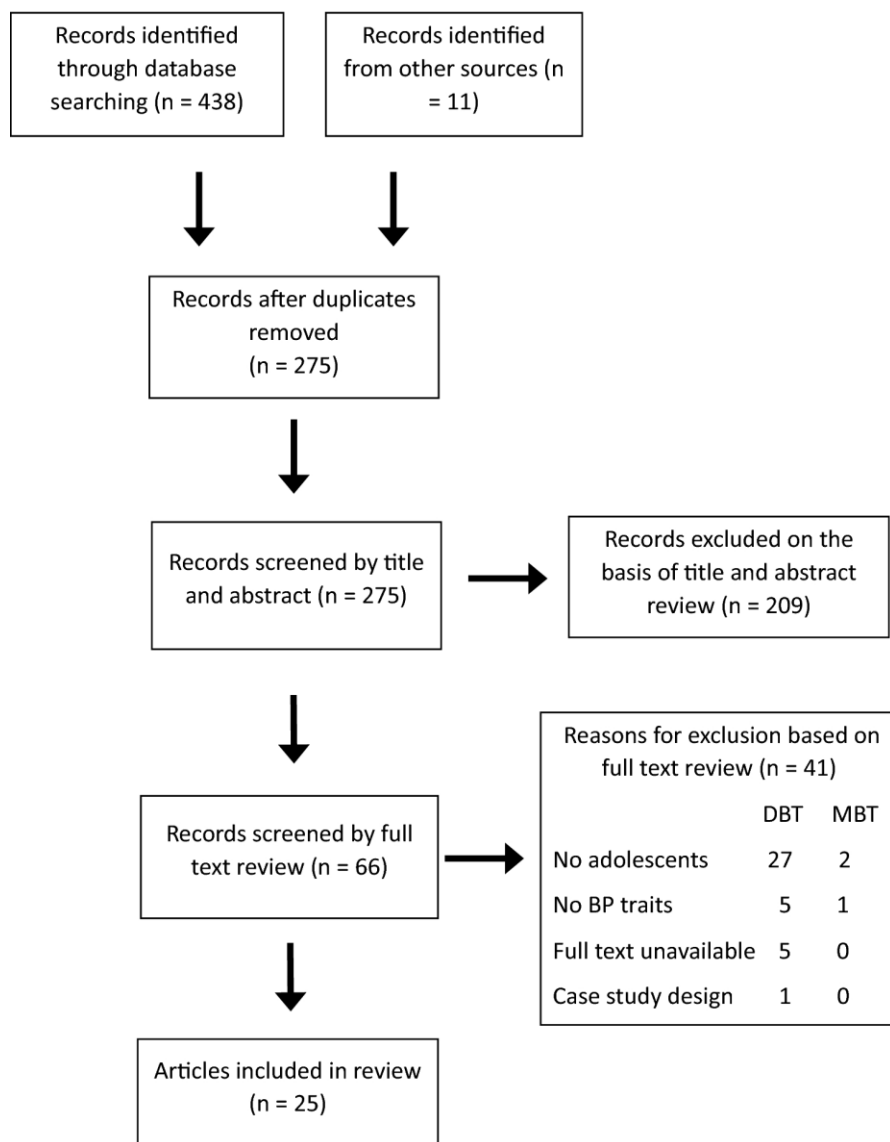 Records identified
through database
searching (n = 438)
Records identified
from other sources (n
= 11)
Records after duplicates
removed
(n = 275)
Records screened by title
and abstract (n = 275)
Records excluded on the
basis of title and abstract
review (n = 209)
Reasons for exclusion based on
full text review (n = 41)
DBT MBT
No adolescents 27 2
No BP traits 5 1
Full text unavailable 5 0
Case study design 1 0
Records screened by full
text review (n = 66)
Articles included in review
(n = 25)